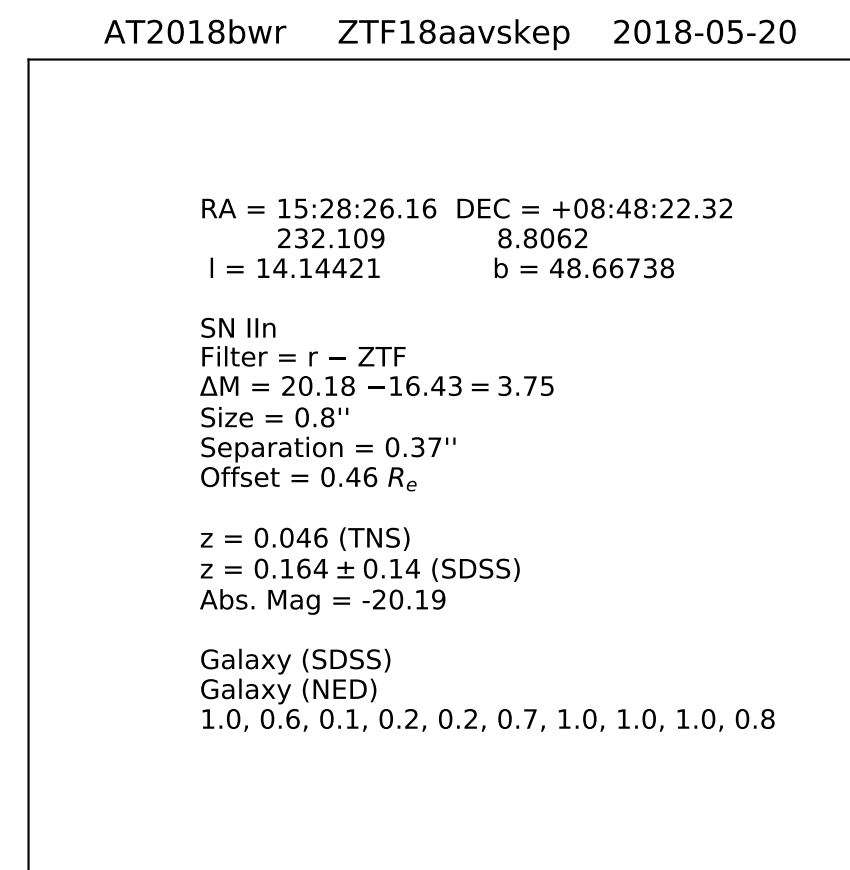 AT2018bwr ZTF18aavskep 2018-05-20
RA = 15:28:26.16 DEC = +08:48:22.32
232.109 8.8062
l = 14.14421 b = 48.66738
SN IIn
Filter = r − ZTF
ΔM = 20.18 −16.43 = 3.75
Size = 0.8''
Separation = 0.37''
Offset = 0.46 Re
z = 0.046 (TNS)
z = 0.164 ± 0.14 (SDSS)
Abs. Mag = -20.19
Galaxy (SDSS)
Galaxy (NED)
1.0, 0.6, 0.1, 0.2, 0.2, 0.7, 1.0, 1.0, 1.0, 0.8